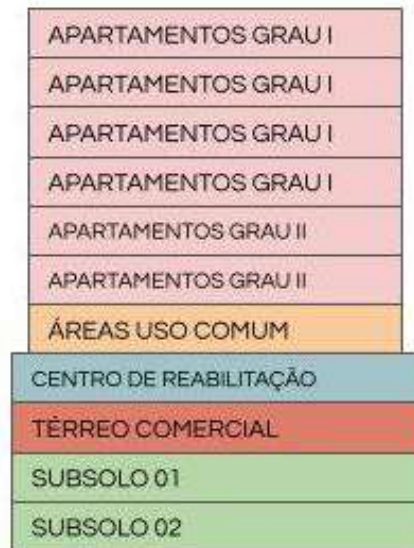 APARTAMENTOS GRAU I
APARTAMENTOS GRAU I
APARTAMENTOS GRAU I
APARTAMENTOS GRAU I
APARTAMENTOS GRAU II
APARTAMENTOS GRAU II
ÁREAS USO COMUM
CENTRO DE REABILITAÇÃO
TÉRREO COMERCIAL
SUBSOLO 01
SUBSOLO 02